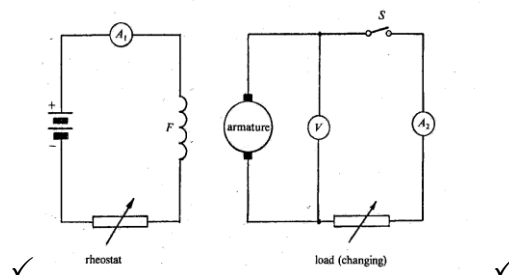 S
A₁
+
F
armature
V
A₂
−
rheostat
load (changing)